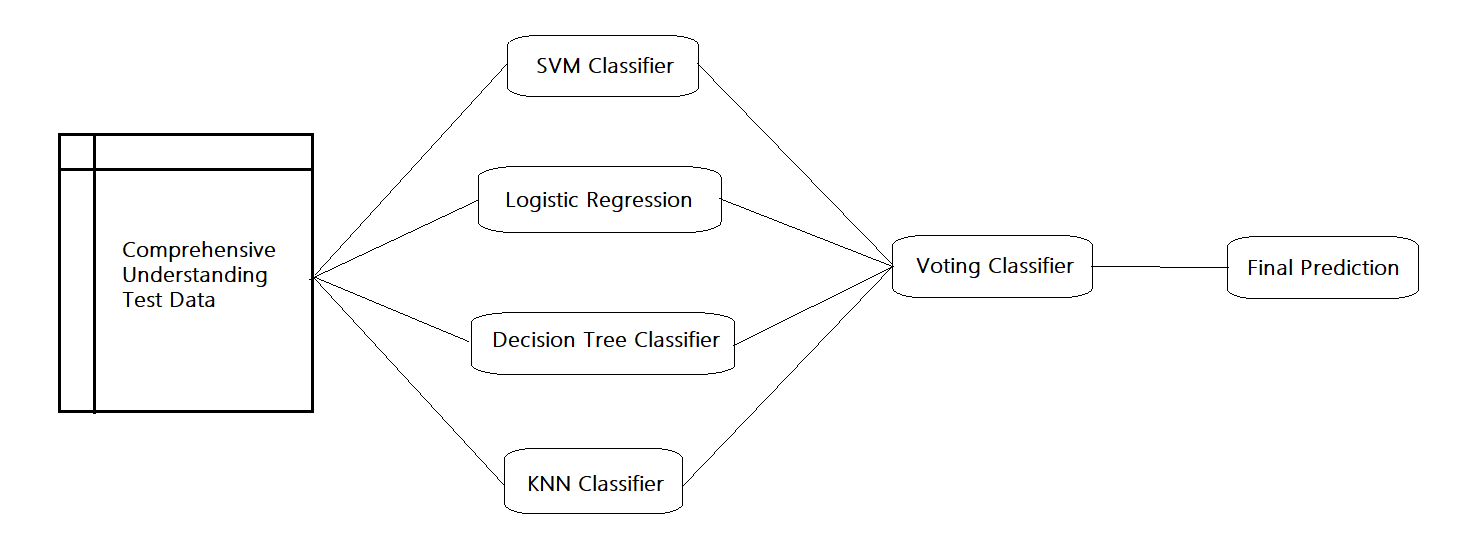 Comprehensive
Understanding
Test Data
SVM Classifier
Logistic Regression
Decision Tree Classifier
KNN Classifier
Voting Classifier
Final Prediction